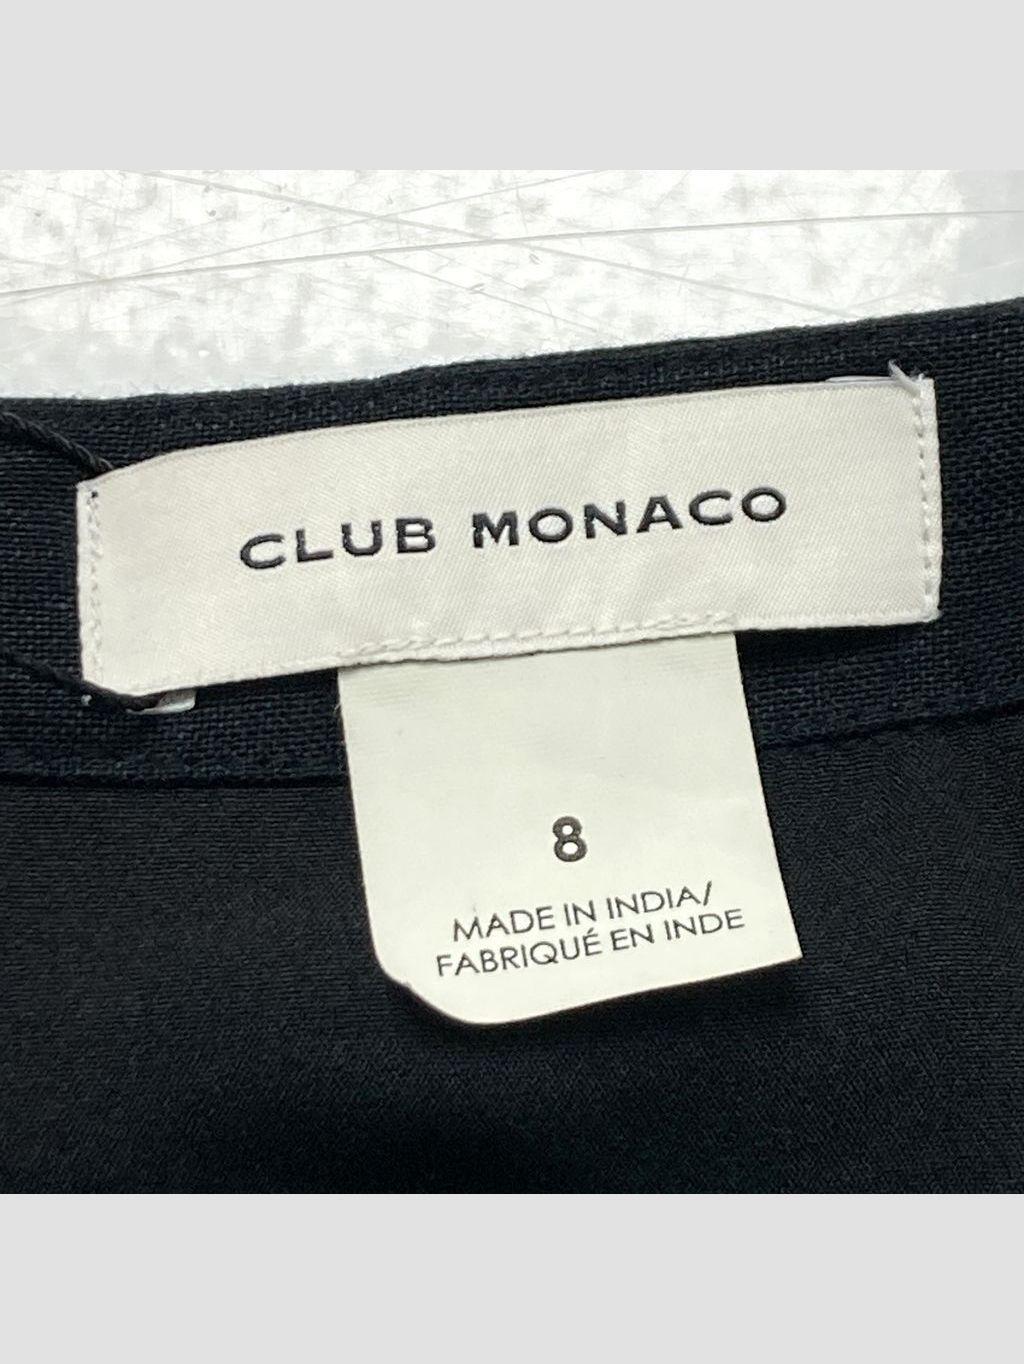 CLUB MONACO
8
MADE IN INDIA/
FABRIQUÉ EN INDE